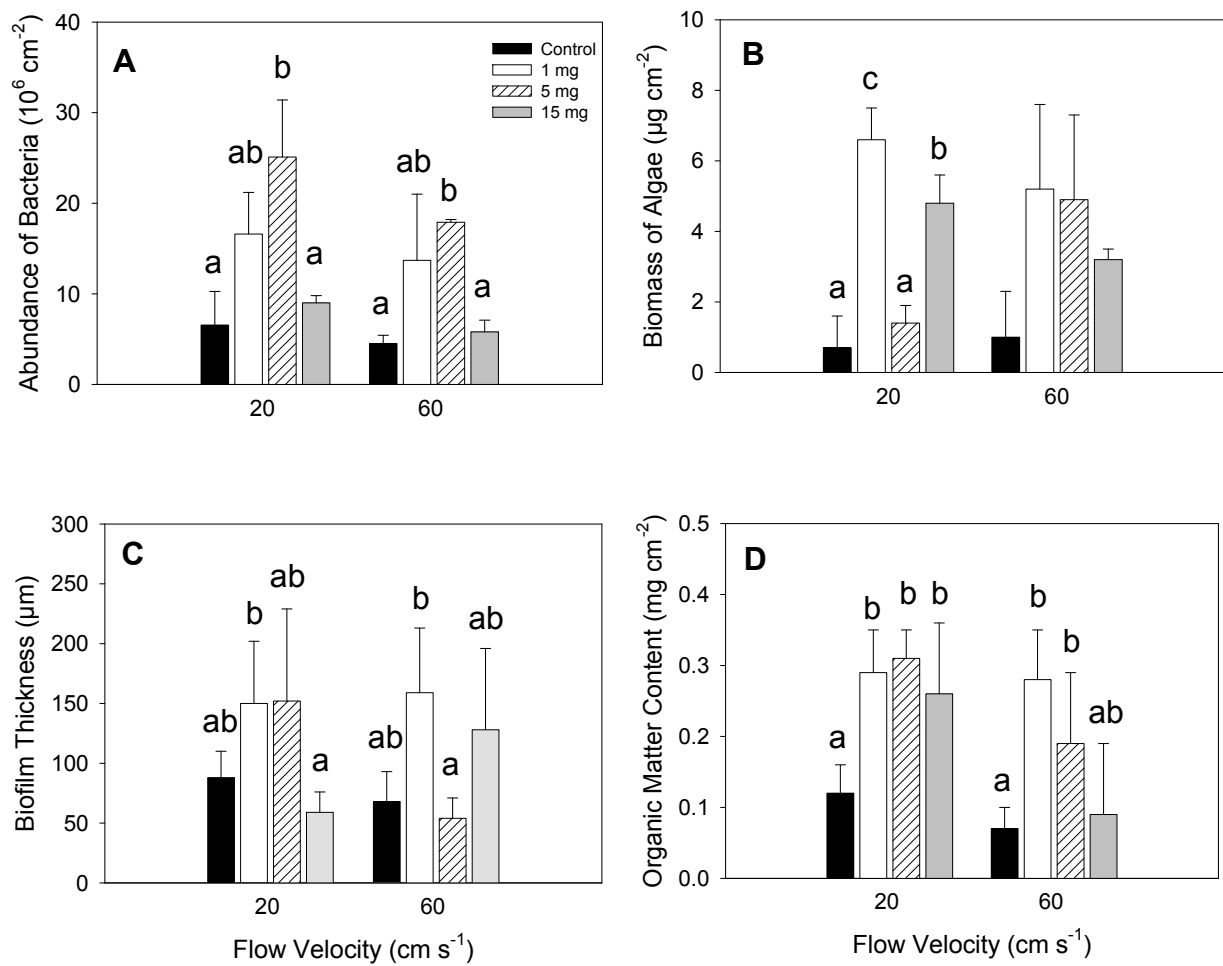 Abundance of Bacteria (10⁶ cm⁻²)
40
30
20
10
0
A
Control
1 mg
5 mg
15 mg
a
ab
b
a
a
ab
b
a
20
60
Biomass of Algae (µg cm⁻²)
10
8
6
4
2
0
B
a
c
a
b
20
60
Biofilm Thickness (µm)
300
250
200
150
100
50
0
C
ab
b
ab
a
ab
b
a
ab
20
60
Flow Velocity (cm s⁻¹)
Organic Matter Content (mg cm⁻²)
0.5
0.4
0.3
0.2
0.1
0.0
D
a
b
b
b
a
b
b
ab
20
60
Flow Velocity (cm s⁻¹)